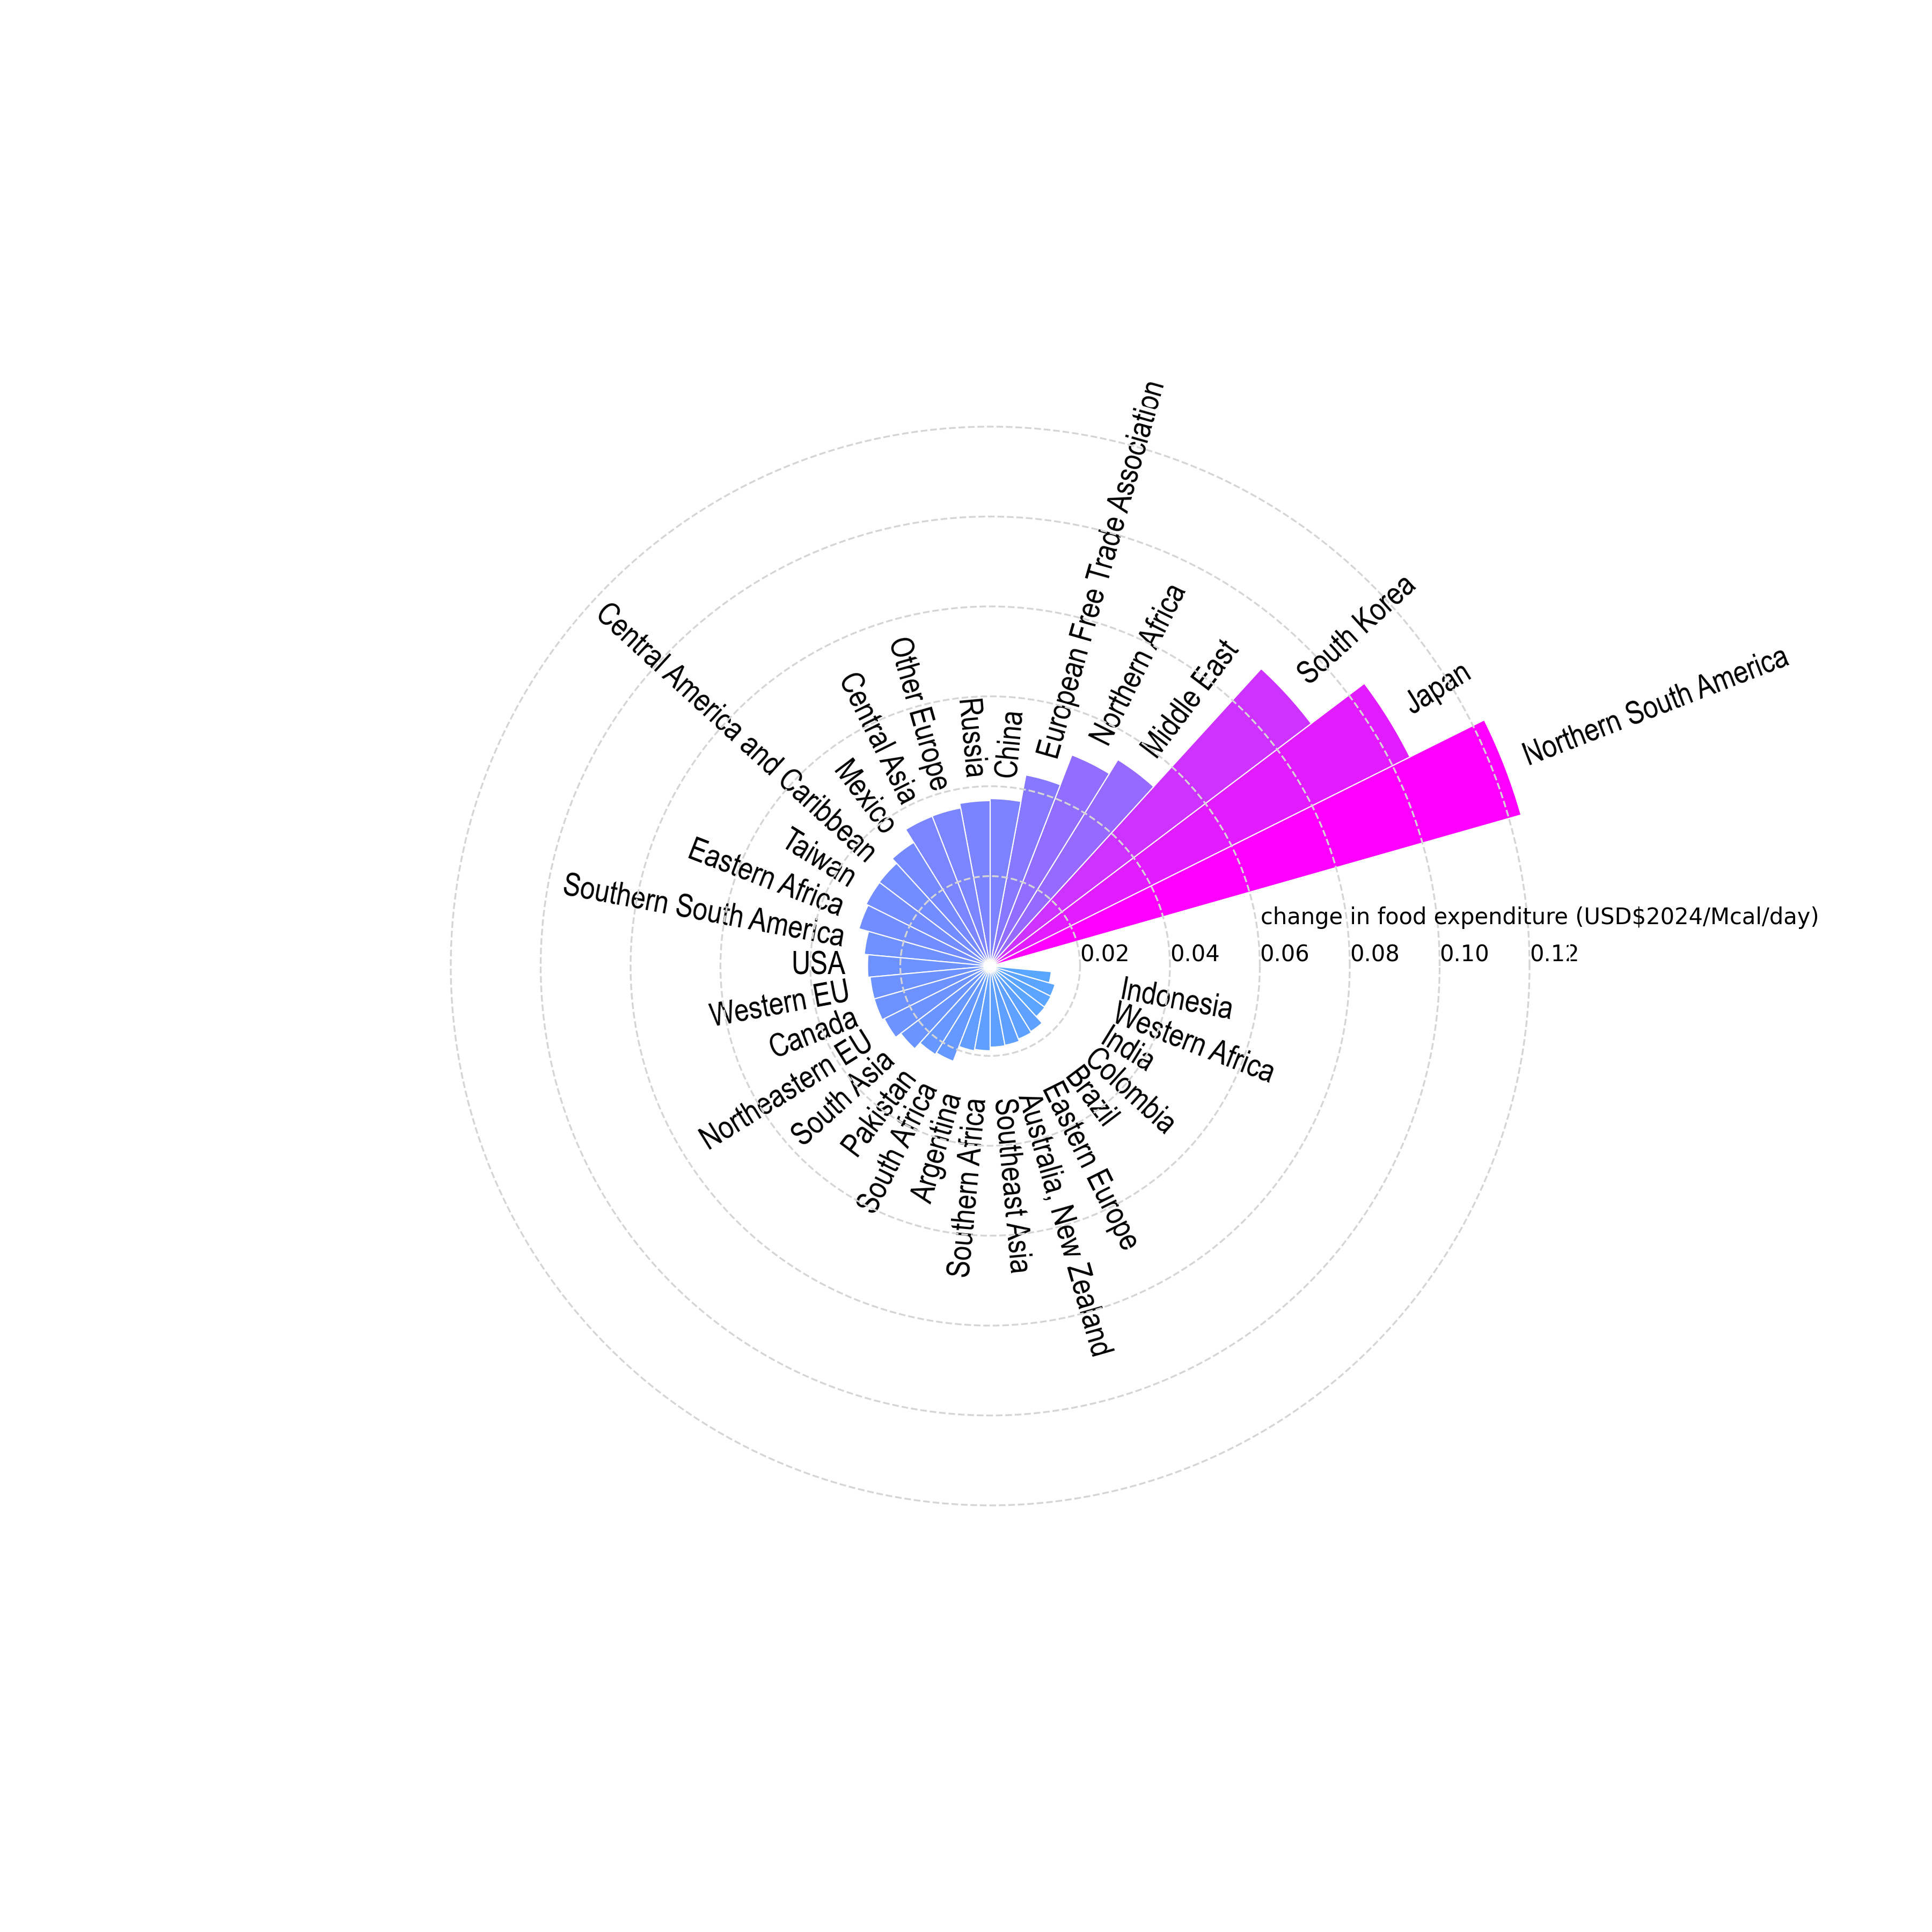 European Free Trade Association
Northern Africa
Middle East
South Korea
Japan
Northern South America
China
Russia
Other Europe
Central Asia
Mexico
Central America and Caribbean
Taiwan
Eastern Africa
Southern South America
USA
Western EU
Canada
Northeastern EU
South Asia
Pakistan
South Africa
Argentina
Southern Africa
Southeast Asia
Australia, New Zealand
Eastern Europe
Brazil
Colombia
India
Western Africa
Indonesia
change in food expenditure (USD$2024/Mcal/day)
0.02 0.04 0.06 0.08 0.10 0.12